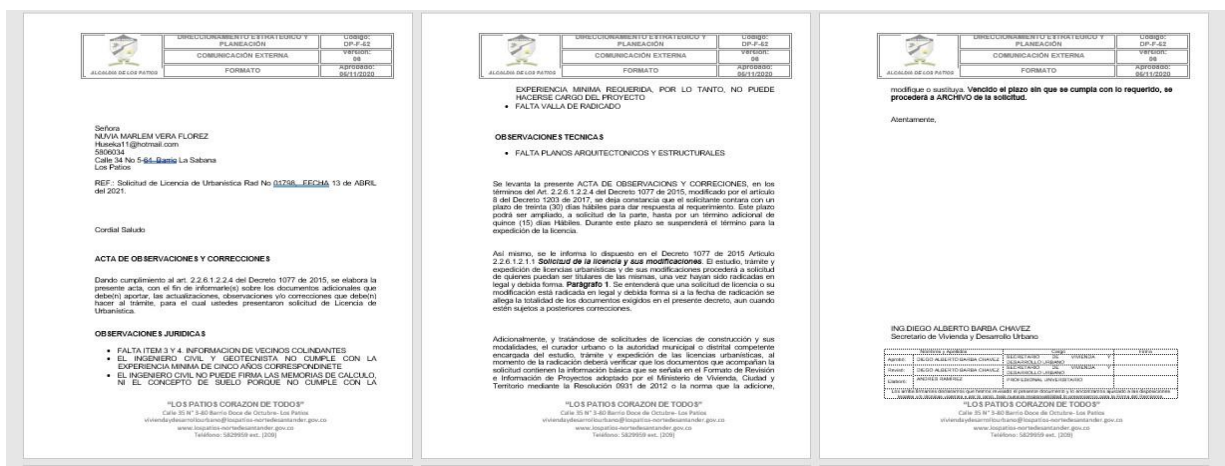 DIRECCIONAMIENTO ESTRATEGICO Y
PLANEACIÓN
Código:
DP-F-62
COMUNICACIÓN EXTERNA
Versión:
06
ALCALDIA DE LOS PATIOS
FORMATO
Aprobado:
06/11/2020
Señora
NUVIA MARLEM VERA FLOREZ
Huseka11@hotmail.com
5806034
Calle 34 No 5-64. Barrio La Sabana
Los Patios
REF.: Solicitud de Licencia de Urbanística Rad No 01798, FECHA 13 de ABRIL
del 2021.
Cordial Saludo
ACTA DE OBSERVACIONES Y CORRECCIONES
Dando cumplimiento al art. 2.2.6.1.2.2.4 del Decreto 1077 de 2015, se elabora la
presente acta, con el fin de informarle(s) sobre los documentos adicionales que
debe(n) aportar, las actualizaciones, observaciones y/o correcciones que debe(n)
hacer al trámite, para el cual ustedes presentaron solicitud de Licencia de
Urbanística.
OBSERVACIONES JURIDICAS
• FALTA ITEM 3 Y 4. INFORMACION DE VECINOS COLINDANTES
• EL INGENIERO CIVIL Y GEOTECNISTA NO CUMPLE CON LA
EXPERIENCIA MINIMA DE CINCO AÑOS CORRESPONDINETE
• EL INGENIERO CIVIL NO PUEDE FIRMA LAS MEMORIAS DE CALCULO,
NI EL CONCEPTO DE SUELO PORQUE NO CUMPLE CON LA
“LOS PATIOS CORAZON DE TODOS”
Calle 35 N° 3-80 Barrio Doce de Octubre- Los Patios
viviendaydesarrollourbano@lospatios-nortedesantander.gov.co
www.lospatios-nortedesantander.gov.co
Teléfono: 5829959 ext. (209)
DIRECCIONAMIENTO ESTRATEGICO Y
PLANEACIÓN
Código:
DP-F-62
COMUNICACIÓN EXTERNA
Versión:
06
ALCALDIA DE LOS PATIOS
FORMATO
Aprobado:
06/11/2020
EXPERIENCIA MINIMA REQUERIDA, POR LO TANTO, NO PUEDE
HACERSE CARGO DEL PROYECTO
• FALTA VALLA DE RADICADO
OBSERVACIONES TECNICAS
• FALTA PLANOS ARQUITECTONICOS Y ESTRUCTURALES
Se levanta la presente ACTA DE OBSERVACIONS Y CORRECIONES, en los
términos del Art. 2.2.6.1.2.2.4 del Decreto 1077 de 2015, modificado por el artículo
8 del Decreto 1203 de 2017, se deja constancia que el solicitante contara con un
plazo de treinta (30) días hábiles para dar respuesta al requerimiento. Este plazo
podrá ser ampliado, a solicitud de la parte, hasta por un término adicional de
quince (15) días Hábiles. Durante este plazo se suspenderá el término para la
expedición de la licencia.
Así mismo, se le informa lo dispuesto en el Decreto 1077 de 2015 Articulo
2.2.6.1.2.1.1 Solicitud de la licencia y sus modificaciones. El estudio, trámite y
expedición de licencias urbanísticas y de sus modificaciones procederá a solicitud
de quienes puedan ser titulares de las mismas, una vez hayan sido radicadas en
legal y debida forma. Parágrafo 1. Se entenderá que una solicitud de licencia o su
modificación está radicada en legal y debida forma si a la fecha de radicación se
allega la totalidad de los documentos exigidos en el presente decreto, aun cuando
estén sujetos a posteriores correcciones.
Adicionalmente, y tratándose de solicitudes de licencias de construcción y sus
modalidades, el curador urbano o la autoridad municipal o distrital competente
encargada del estudio, trámite y expedición de las licencias urbanísticas, al
momento de la radicación deberá verificar que los documentos que acompañan la
solicitud contienen la información básica que se señala en el Formato de Revisión
e Información de Proyectos adoptado por el Ministerio de Vivienda, Ciudad y
Territorio mediante la Resolución 0931 de 2012 o la norma que la adicione,
“LOS PATIOS CORAZON DE TODOS”
Calle 35 N° 3-80 Barrio Doce de Octubre- Los Patios
viviendaydesarrollourbano@lospatios-nortedesantander.gov.co
www.lospatios-nortedesantander.gov.co
Teléfono: 5829959 ext. (209)
DIRECCIONAMIENTO ESTRATEGICO Y
PLANEACIÓN
Código:
DP-F-62
COMUNICACIÓN EXTERNA
Versión:
06
ALCALDIA DE LOS PATIOS
FORMATO
Aprobado:
06/11/2020
modifique o sustituya. Vencido el plazo sin que se cumpla con lo requerido, se
procederá a ARCHIVO de la solicitud.
Atentamente,
ING.DIEGO ALBERTO BARBA CHAVEZ
Secretario de Vivienda y Desarrollo Urbano
Nombres y Apellidos
Cargo
Firma
Aprobó:
DIEGO ALBERTO BARBA CHAVEZ
SECRETARIO DE VIVIENDA Y
DESARROLLO URBANO
Revisó:
DIEGO ALBERTO BARBA CHAVEZ
SECRETARIO DE VIVIENDA Y
DESARROLLO URBANO
Elaboró:
ANDRES RAMIREZ
PROFESIONAL UNIVERSITARIO
“LOS PATIOS CORAZON DE TODOS”
Calle 35 N° 3-80 Barrio Doce de Octubre- Los Patios
viviendaydesarrollourbano@lospatios-nortedesantander.gov.co
www.lospatios-nortedesantander.gov.co
Teléfono: 5829959 ext. (209)